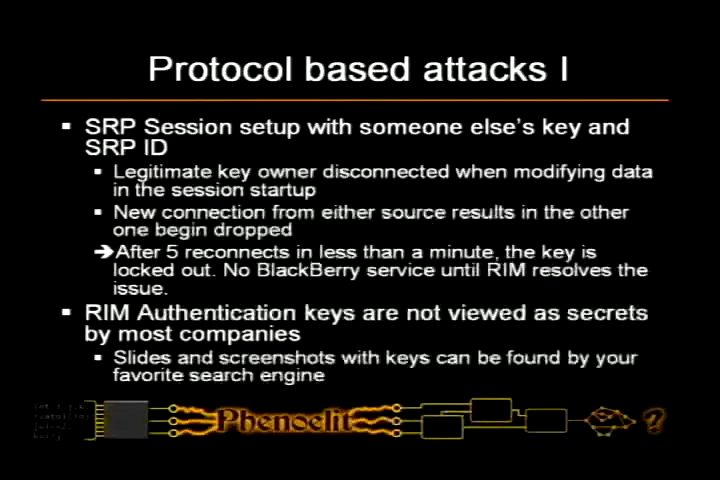 Protocol based attacks I
SRP Session setup with someone else's key and
SRP ID
Legitimate key owner disconnected when modifying data
in the session startup
New connection from either source results in the other
one begin dropped
➔After 5 reconnects in less than a minute, the key is
locked out. No BlackBerry service until RIM resolves the
issue.
RIM Authentication keys are not viewed as secrets
by most companies
Slides and screenshots with keys can be found by your
favorite search engine
Phenoelit
?